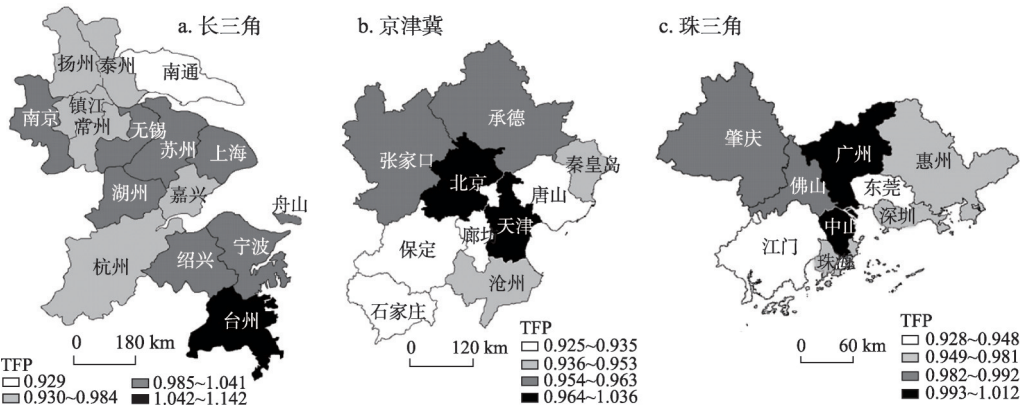 a. 长三角
扬州
泰州
南通
南京
镇江
常州
无锡
苏州
上海
湖州
嘉兴
舟山
杭州
绍兴
宁波
台州
0 180 km
TFP
0.929
0.930~0.984
0.985~1.041
1.042~1.142
b. 京津冀
承德
张家口
秦皇岛
北京
唐山
天津
廊坊
保定
沧州
石家庄
0 120 km
TFP
0.925~0.935
0.936~0.953
0.954~0.963
0.964~1.036
c. 珠三角
肇庆
广州
惠州
佛山
东莞
深圳
中山
江门
珠海
0 60 km
TFP
0.928~0.948
0.949~0.981
0.982~0.992
0.993~1.012